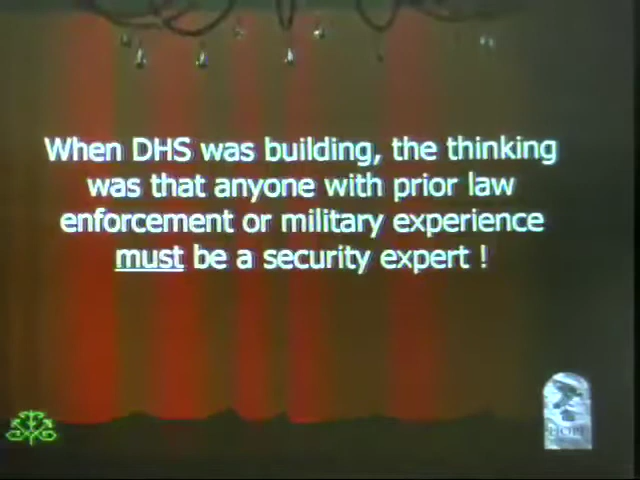 When DHS was building, the thinking
was that anyone with prior law
enforcement or military experience
must be a security expert !
HOPE